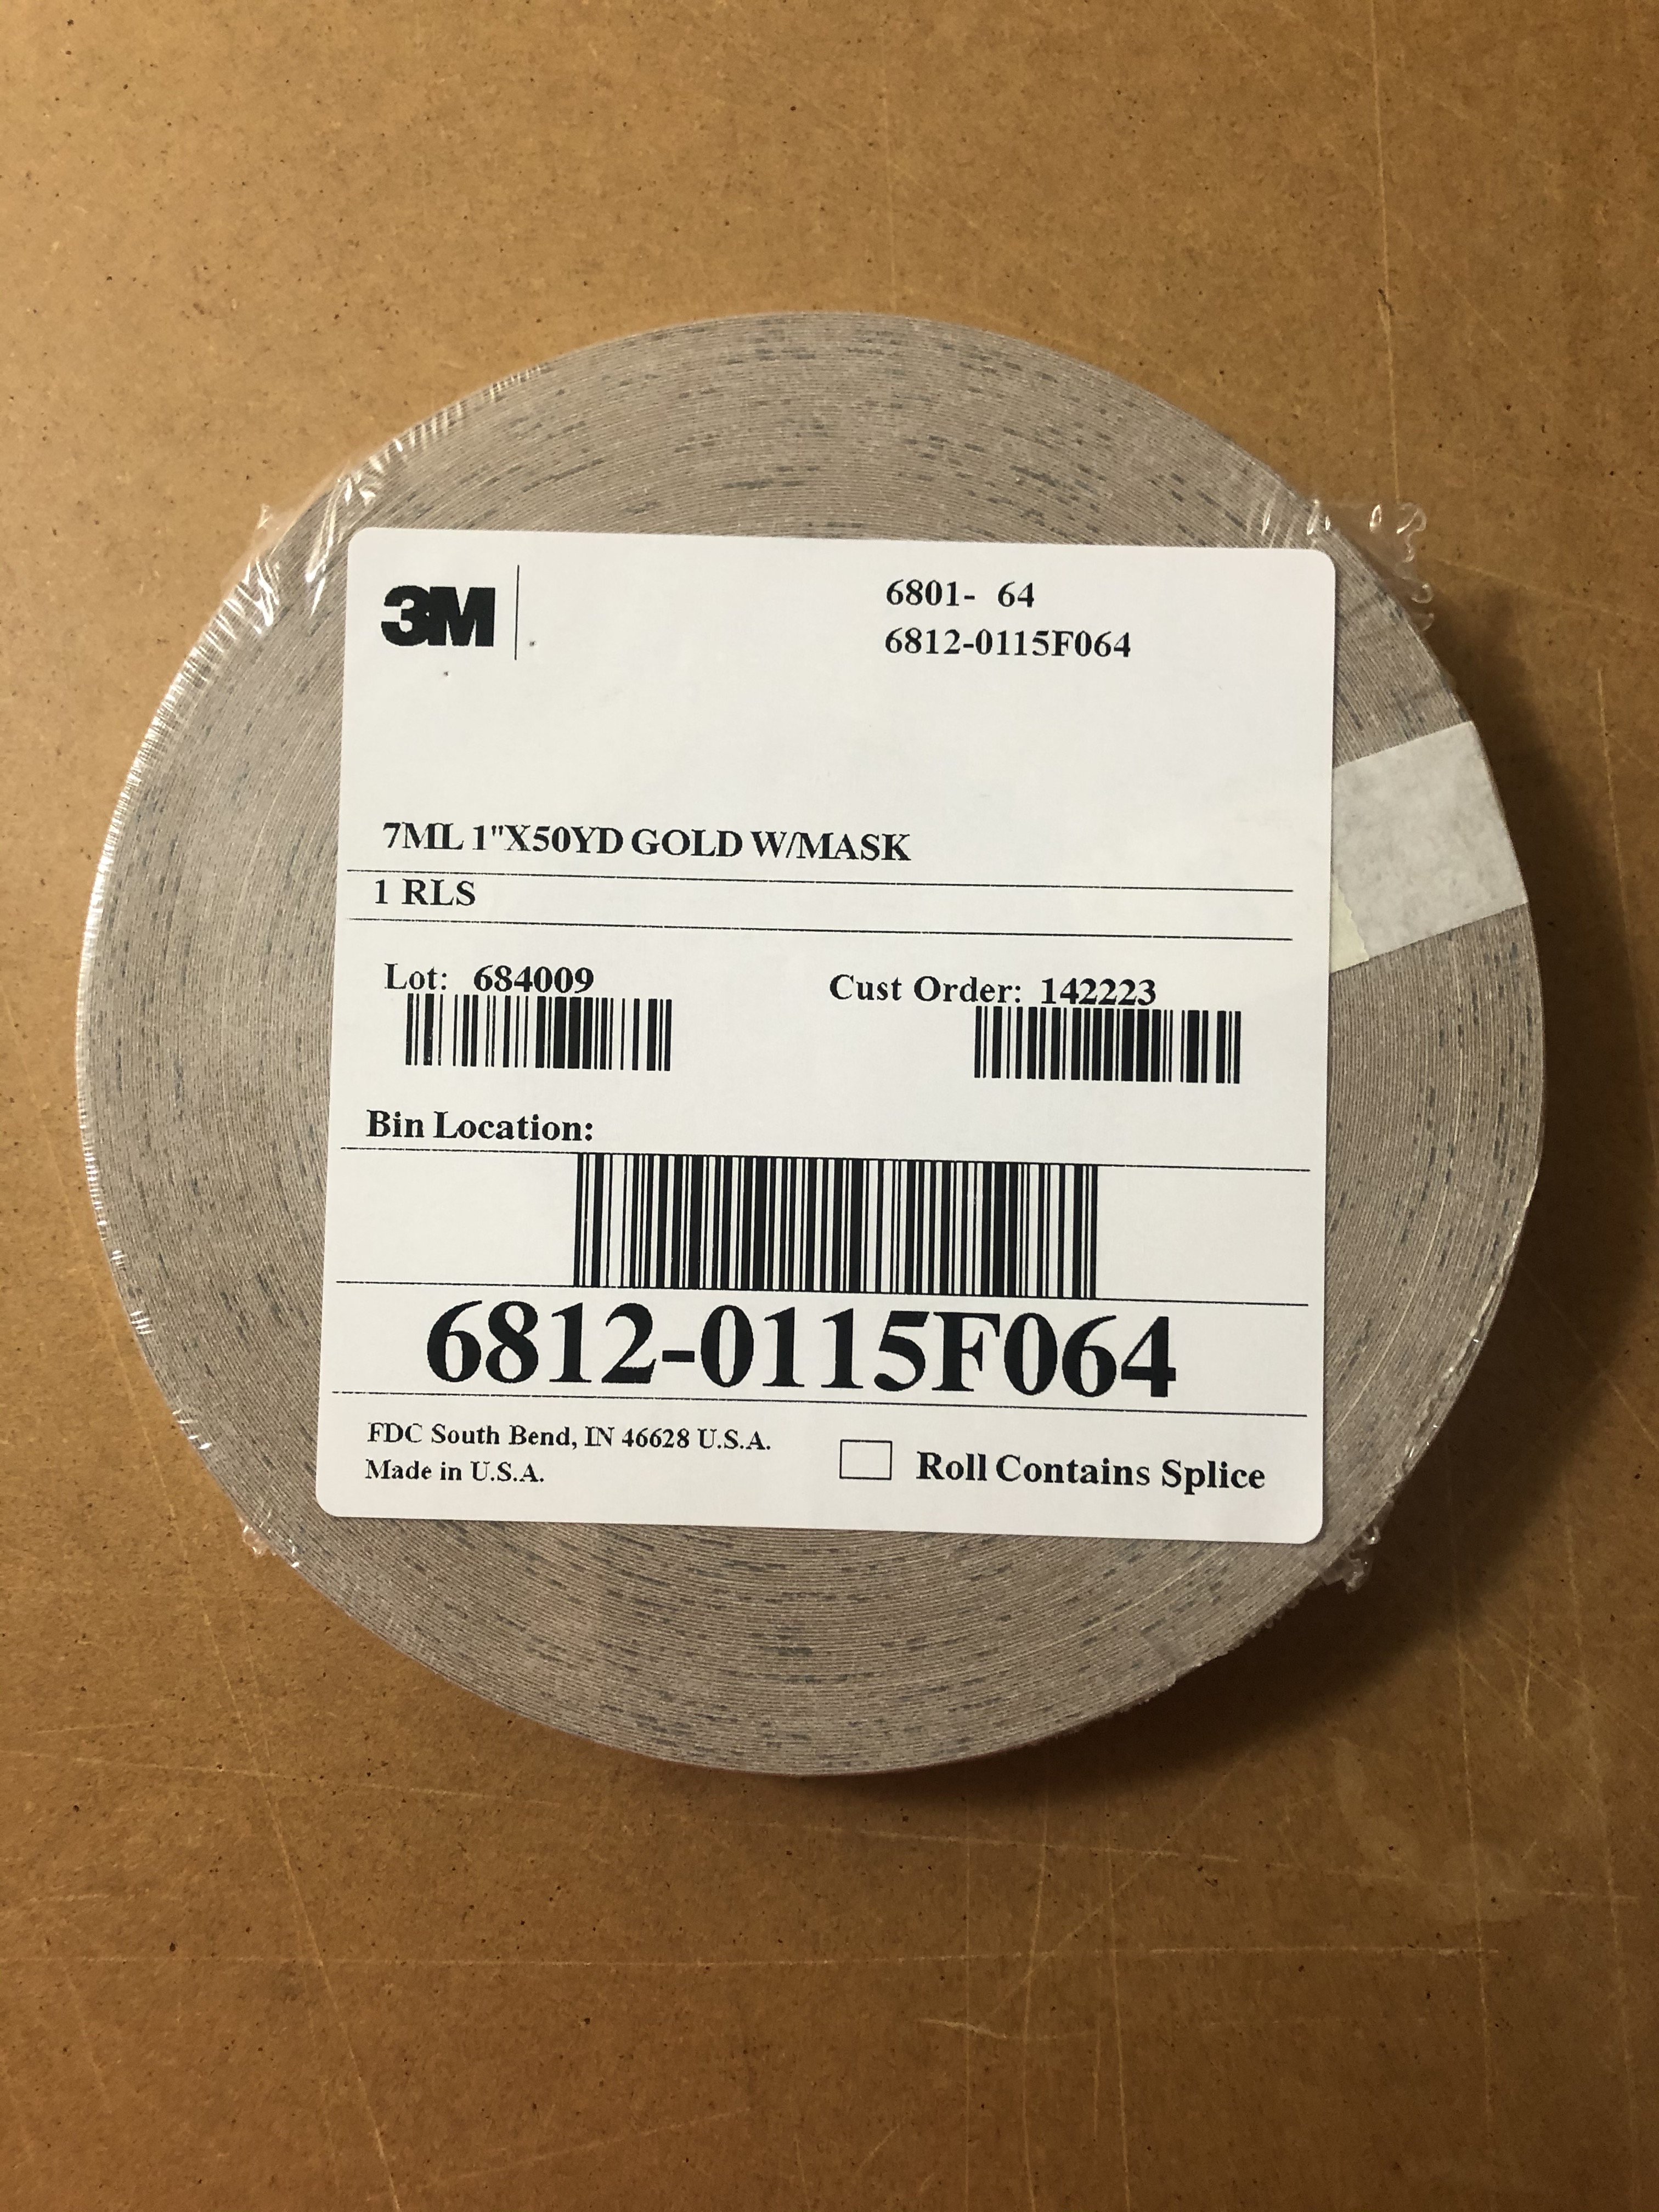 3M
6801- 64
6812-0115F064
7ML 1"X50YD GOLD W/MASK
1 RLS
Lot: 684009
Cust Order: 142223
Bin Location:
6812-0115F064
FDC South Bend, IN 46628 U.S.A.
Made in U.S.A.
Roll Contains Splice